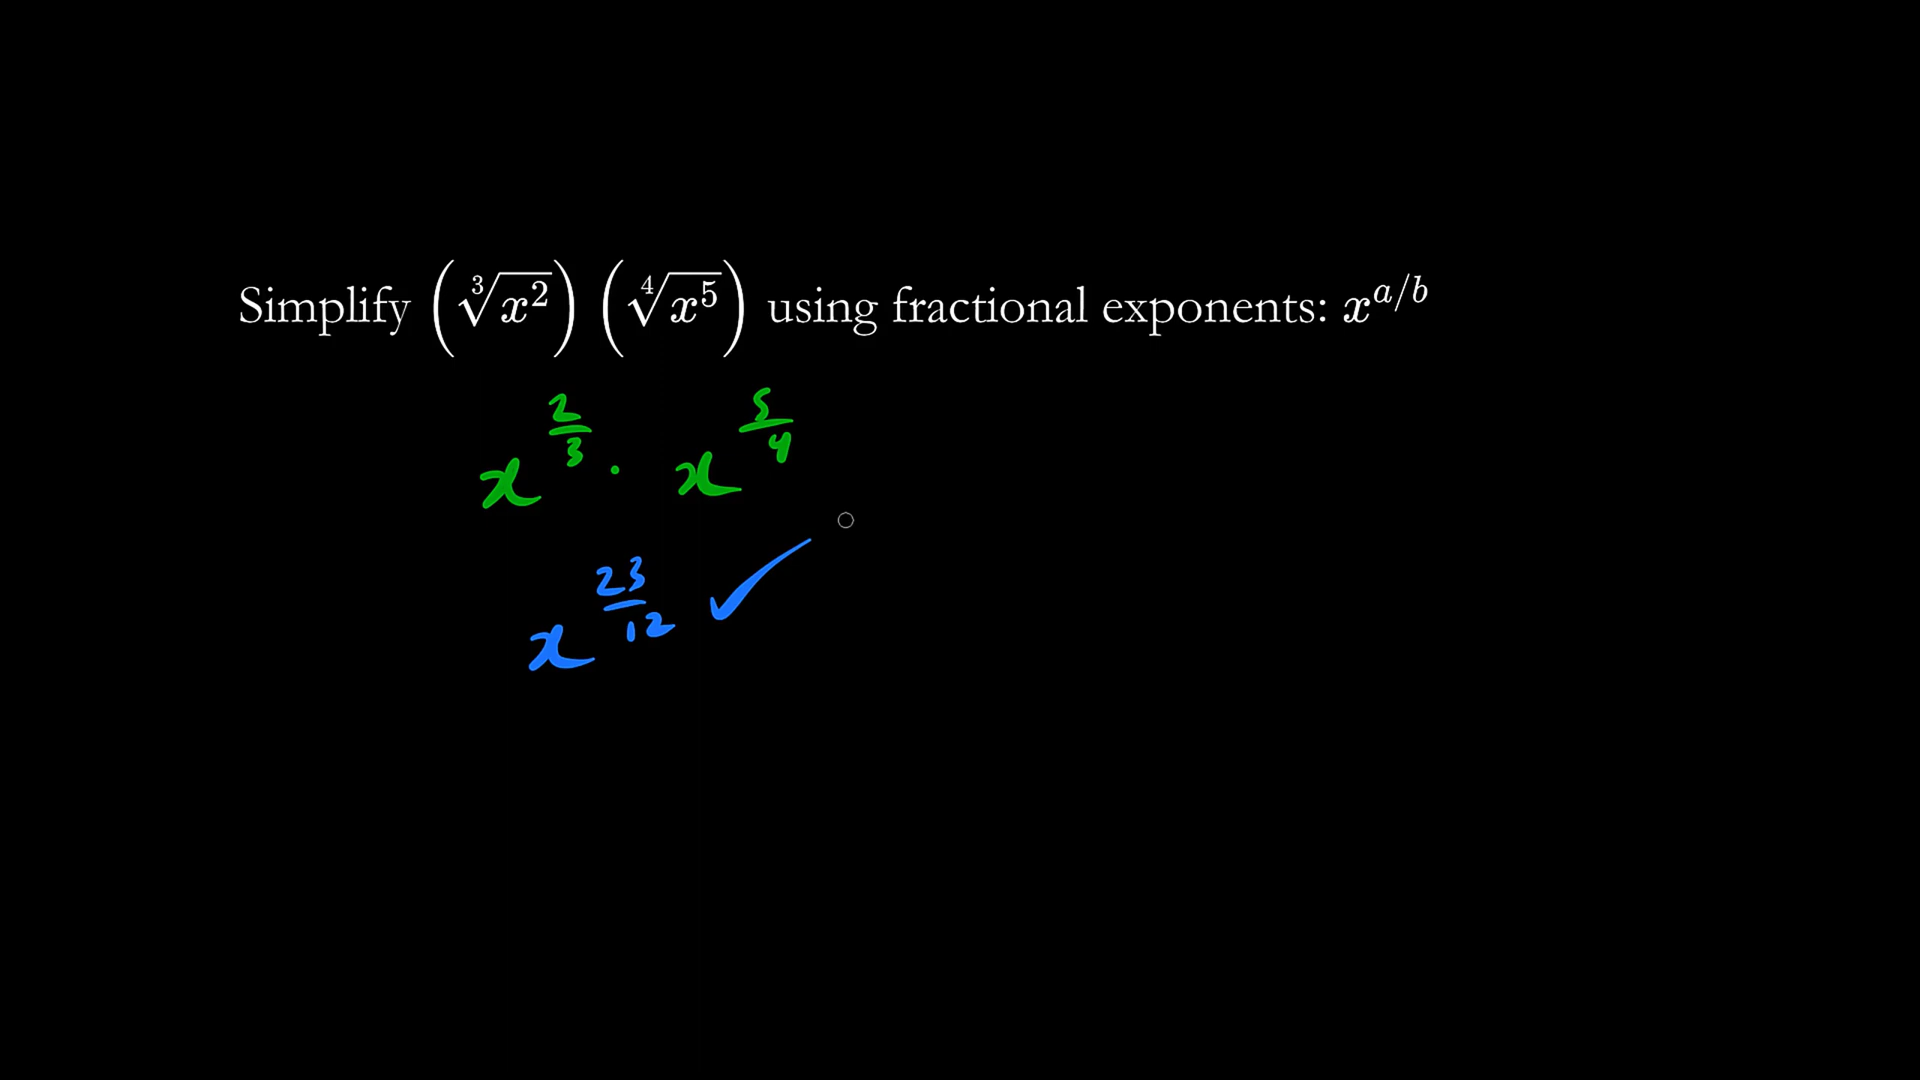 Simplify (∛x²) (∜x⁵) using fractional exponents: x^{a/b}
x^{2/3} · x^{5/4}
x^{23/12} ✓